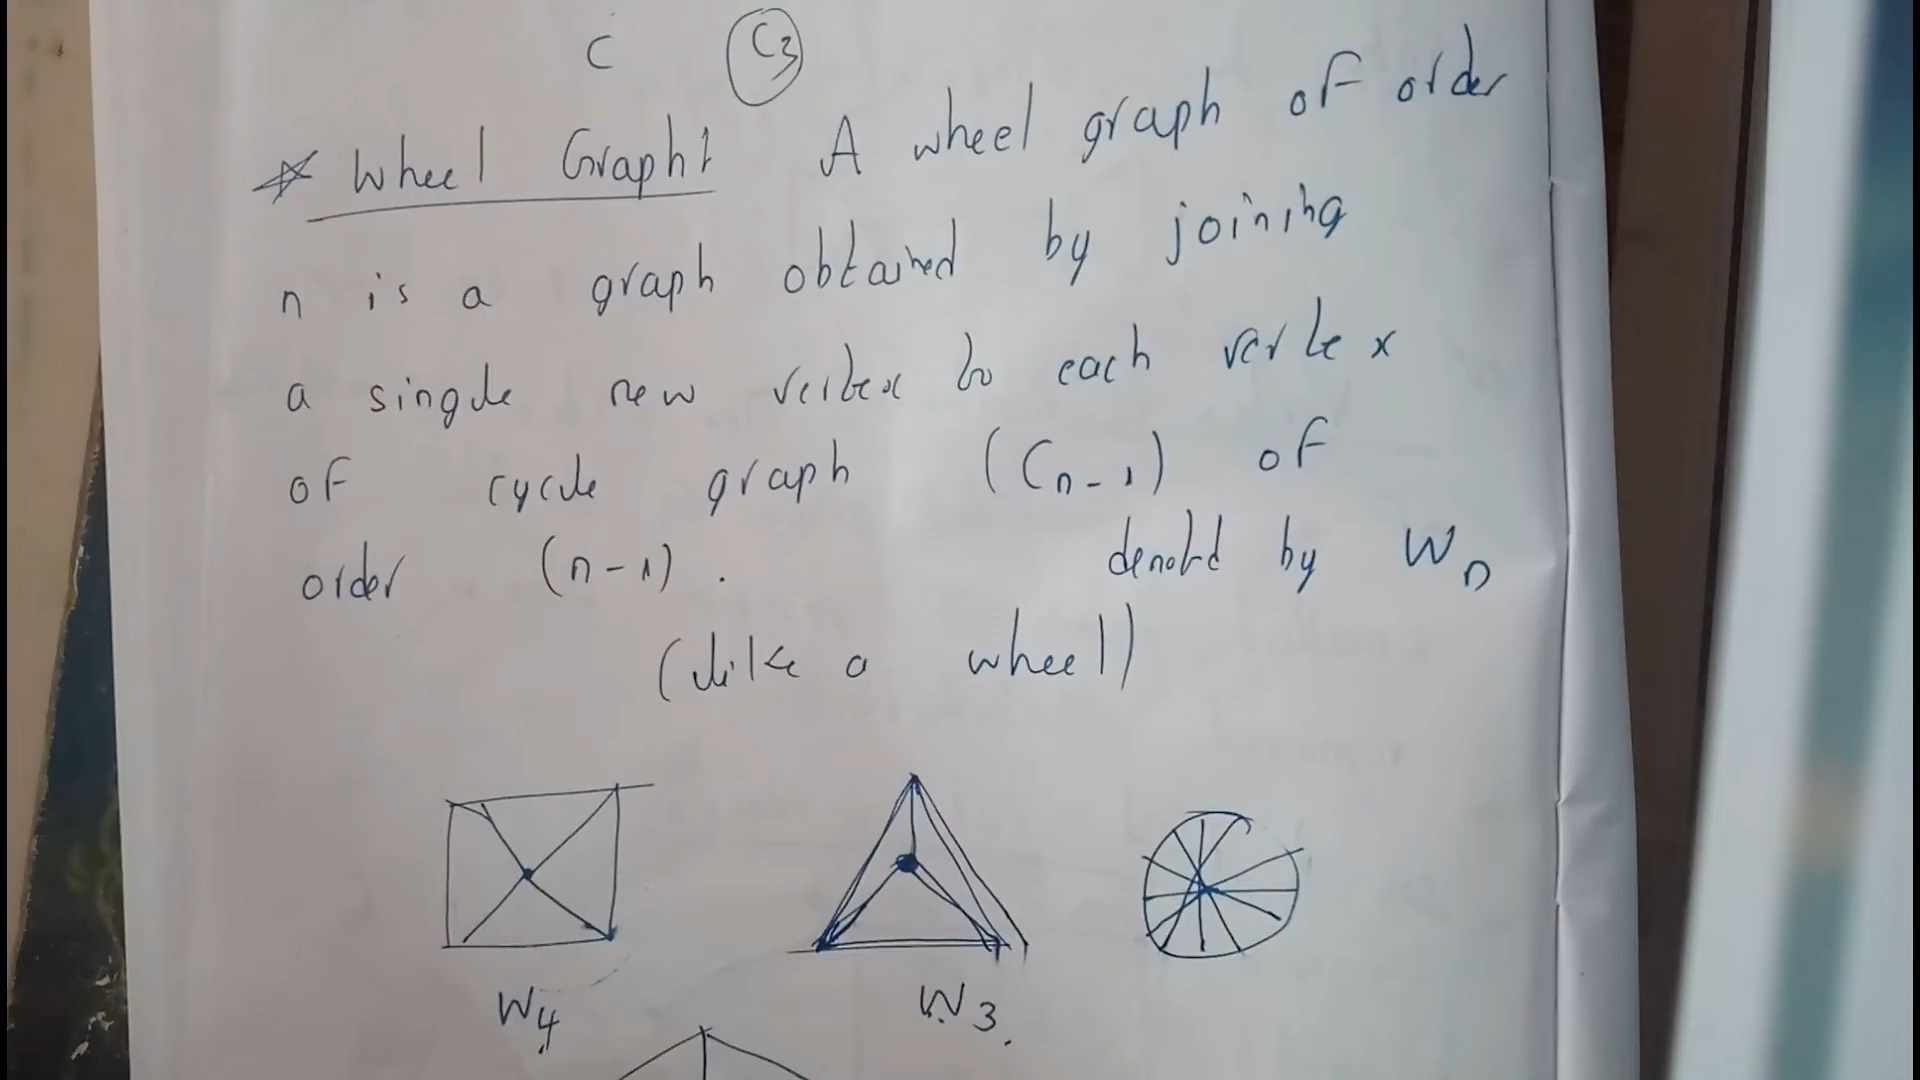 C (C3)
* Wheel Graph: A wheel graph of order
n is a graph obtained by joining
a single new vertex to each vertex
of cycle graph (Cn-1) of
order (n-1). denoted by Wn
(like a wheel)
W4 W3.